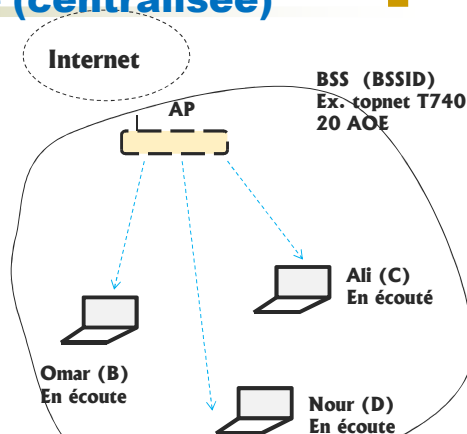 (centralisée)
Internet
BSS (BSSID)
Ex. topnet T740
20 AOE
AP
Ali (C)
En écouté
Omar (B)
En écoute
Nour (D)
En écoute